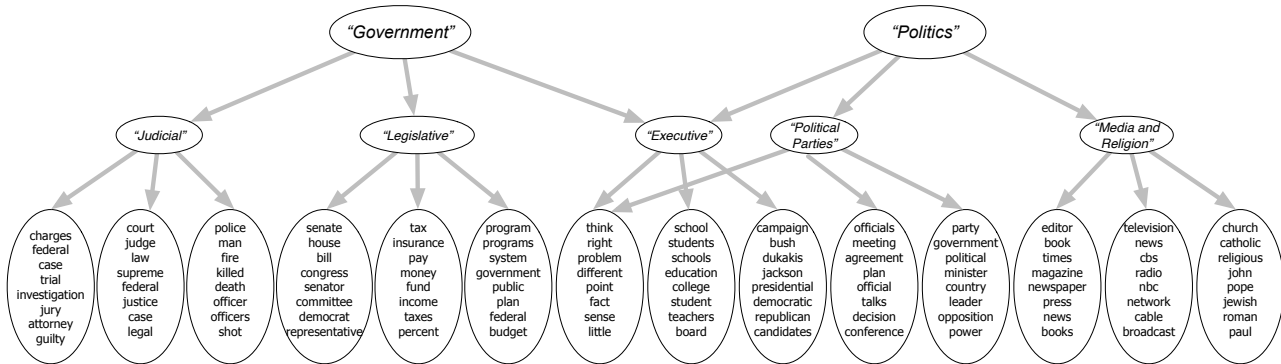 “Government”
“Politics”
“Judicial”
“Legislative”
“Executive”
“Political
Parties”
“Media and
Religion”
charges
federal
case
trial
investigation
jury
attorney
guilty
court
judge
law
supreme
federal
justice
case
legal
police
man
fire
killed
death
officer
officers
shot
senate
house
bill
congress
senator
committee
democrat
representative
tax
insurance
pay
money
fund
income
taxes
percent
program
programs
system
government
public
plan
federal
budget
think
right
problem
different
point
fact
sense
little
school
students
schools
education
college
student
teachers
board
campaign
bush
dukakis
jackson
presidential
democratic
republican
candidates
officials
meeting
agreement
plan
official
talks
decision
conference
party
government
political
minister
country
leader
opposition
power
editor
book
times
magazine
newspaper
press
news
books
television
news
cbs
radio
nbc
network
cable
broadcast
church
catholic
religious
john
pope
jewish
roman
paul